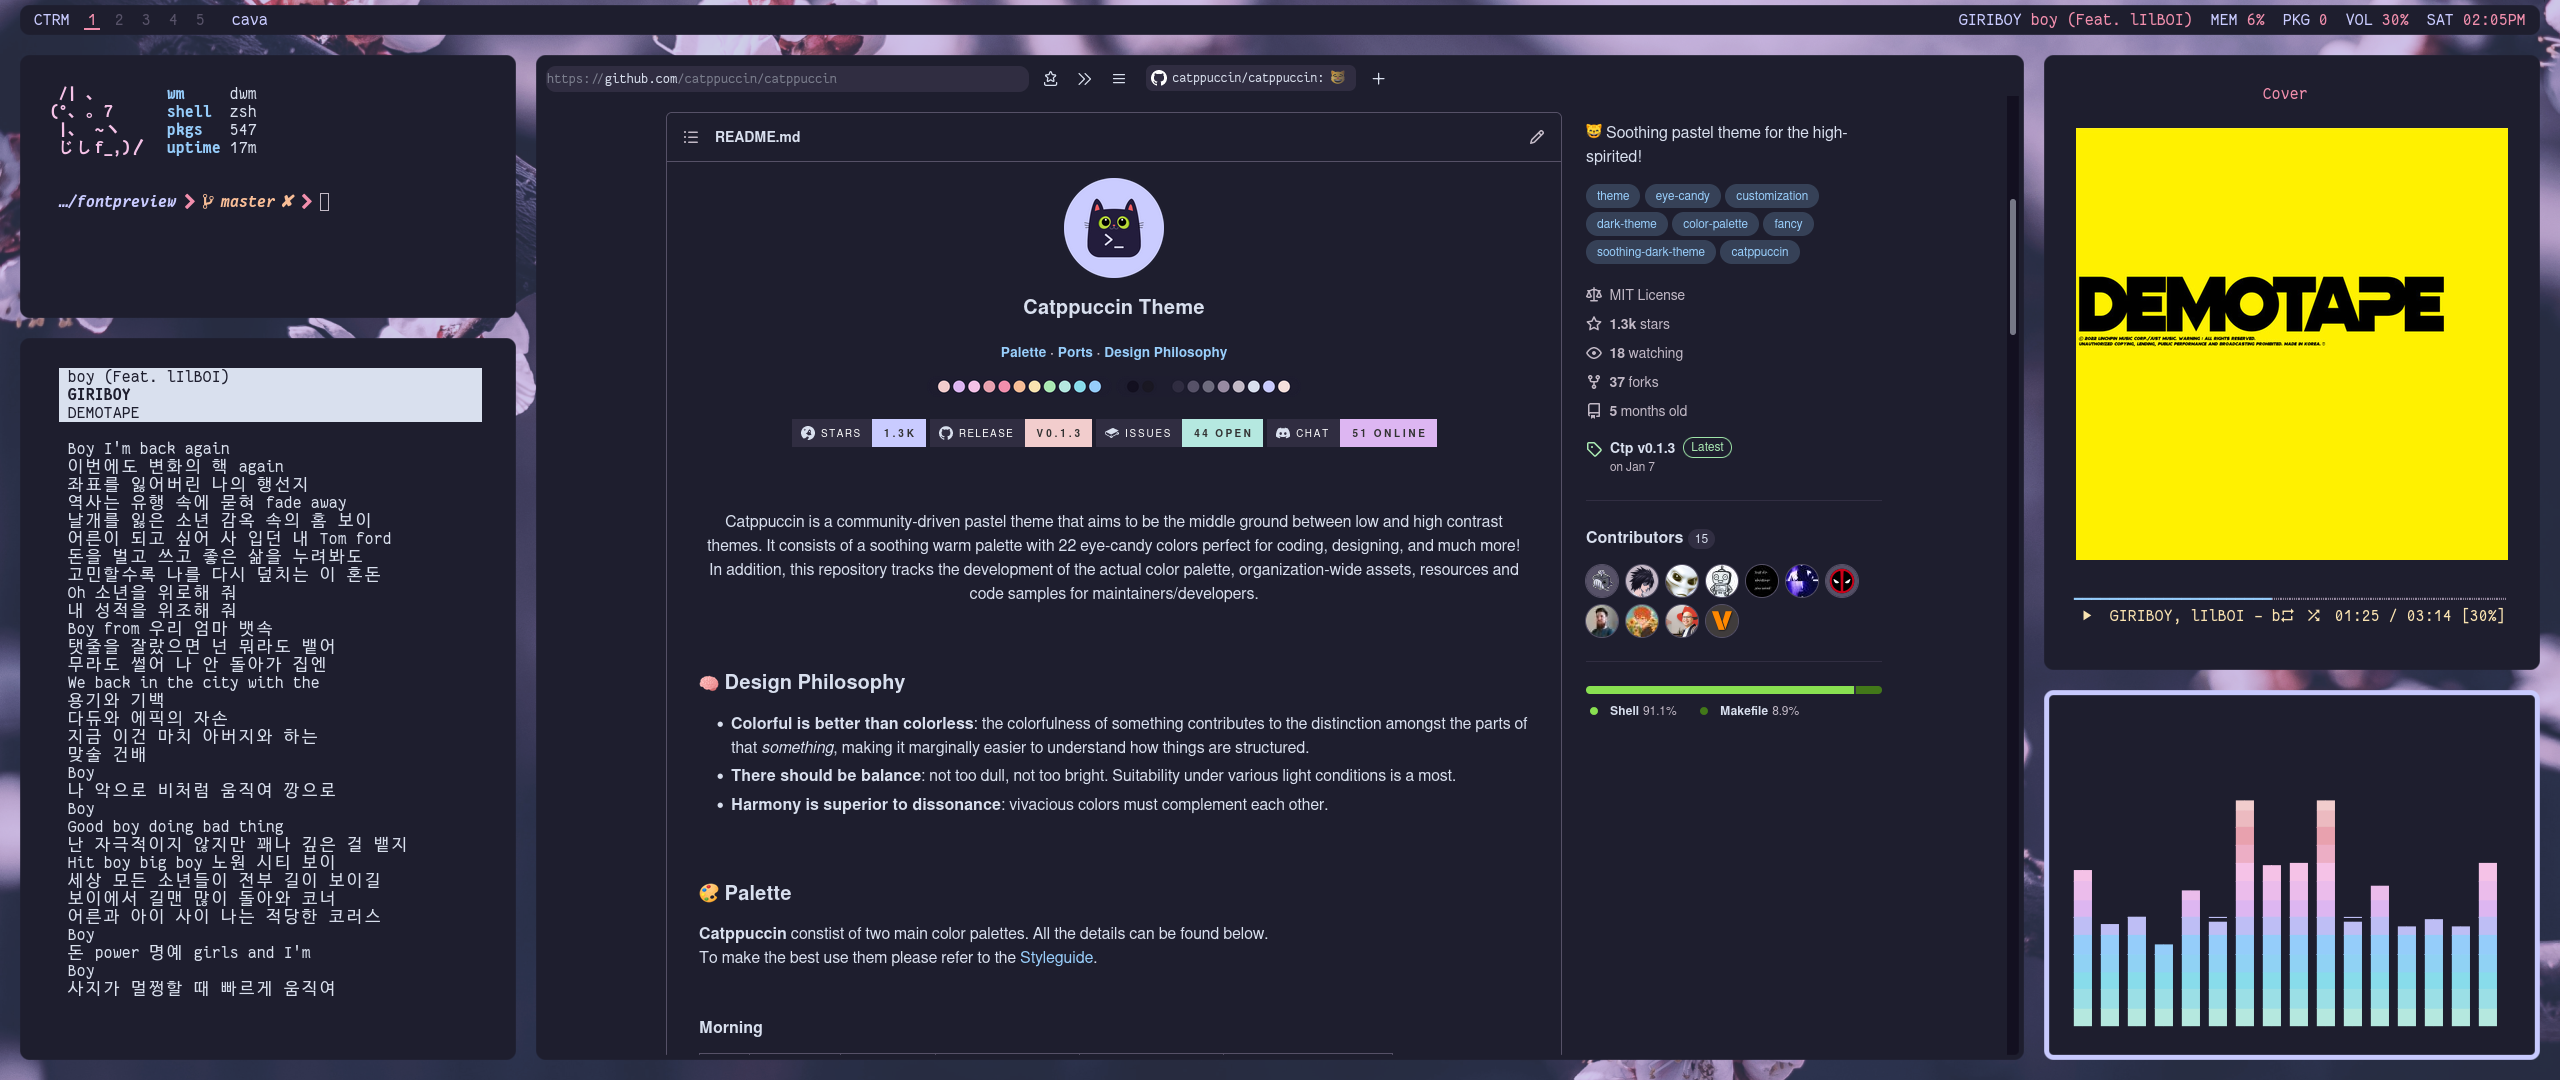 CTRM 1 2 3 4 5 cava
GIRIBOY boy (Feat. lIlBOI) MEM 6% PKG 0 VOL 30% SAT 02:05PM
/| 、
(°、 。 7
|、 ~ヽ
じしf_,)/
wm dwm
shell zsh
pkgs 547
uptime 17m
…/fontpreview ❯ master ✘ ❯
boy (Feat. lIlBOI)
GIRIBOY
DEMOTAPE
Boy I'm back again
이번에도 변화의 핵 again
좌표를 잃어버린 나의 행선지
역사는 유행 속에 묻혀 fade away
날개를 잃은 소년 감옥 속의 홈 보이
어른이 되고 싶어 사 입던 내 Tom ford
돈을 벌고 쓰고 좋은 삶을 누려봐도
고민할수록 나를 다시 덮치는 이 혼돈
Oh 소년을 위로해 줘
내 성적을 위조해 줘
Boy from 우리 엄마 뱃속
탯줄을 잘랐으면 넌 뭐라도 뱉어
무라도 썰어 나 안 돌아가 집엔
We back in the city with the
용기와 기백
다듀와 에픽의 자손
지금 이건 마치 아버지와 하는
맞술 건배
Boy
나 악으로 비처럼 움직여 깡으로
Boy
Good boy doing bad thing
난 자극적이지 않지만 꽤나 깊은 걸 뱉지
Hit boy big boy 노원 시티 보이
세상 모든 소년들이 전부 길이 보이길
보이에서 길맨 많이 돌아와 코너
어른과 아이 사이 나는 적당한 코러스
Boy
돈 power 명예 girls and I'm
Boy
사지가 멀쩡할 때 빠르게 움직여
https://github.com/catppuccin/catppuccin
catppuccin/catppuccin: 😸
README.md
>_
Catppuccin Theme
Palette · Ports · Design Philosophy
STARS 1.3K RELEASE V0.1.3 ISSUES 44 OPEN CHAT 51 ONLINE
Catppuccin is a community-driven pastel theme that aims to be the middle ground between low and high contrast
themes. It consists of a soothing warm palette with 22 eye-candy colors perfect for coding, designing, and much more!
In addition, this repository tracks the development of the actual color palette, organization-wide assets, resources and
code samples for maintainers/developers.
🧠 Design Philosophy
• Colorful is better than colorless: the colorfulness of something contributes to the distinction amongst the parts of
that something, making it marginally easier to understand how things are structured.
• There should be balance: not too dull, not too bright. Suitability under various light conditions is a most.
• Harmony is superior to dissonance: vivacious colors must complement each other.
🎨 Palette
Catppuccin constist of two main color palettes. All the details can be found below.
To make the best use them please refer to the Styleguide.
Morning
😸 Soothing pastel theme for the high-
spirited!
theme eye-candy customization
dark-theme color-palette fancy
soothing-dark-theme catppuccin
MIT License
1.3k stars
18 watching
37 forks
5 months old
Ctp v0.1.3 Latest
on Jan 7
Contributors 15
Shell 91.1% Makefile 8.9%
Cover
DEMOTAPE
© 2022 LINCHPIN MUSIC CORP./JUST MUSIC. WARNING : ALL RIGHTS RESERVED.
UNAUTHORIZED COPYING, LENDING, PUBLIC PERFORMANCE AND BROADCASTING PROHIBITED. MADE IN KOREA.
GIRIBOY, lIlBOI - b 01:25 / 03:14 [30%]